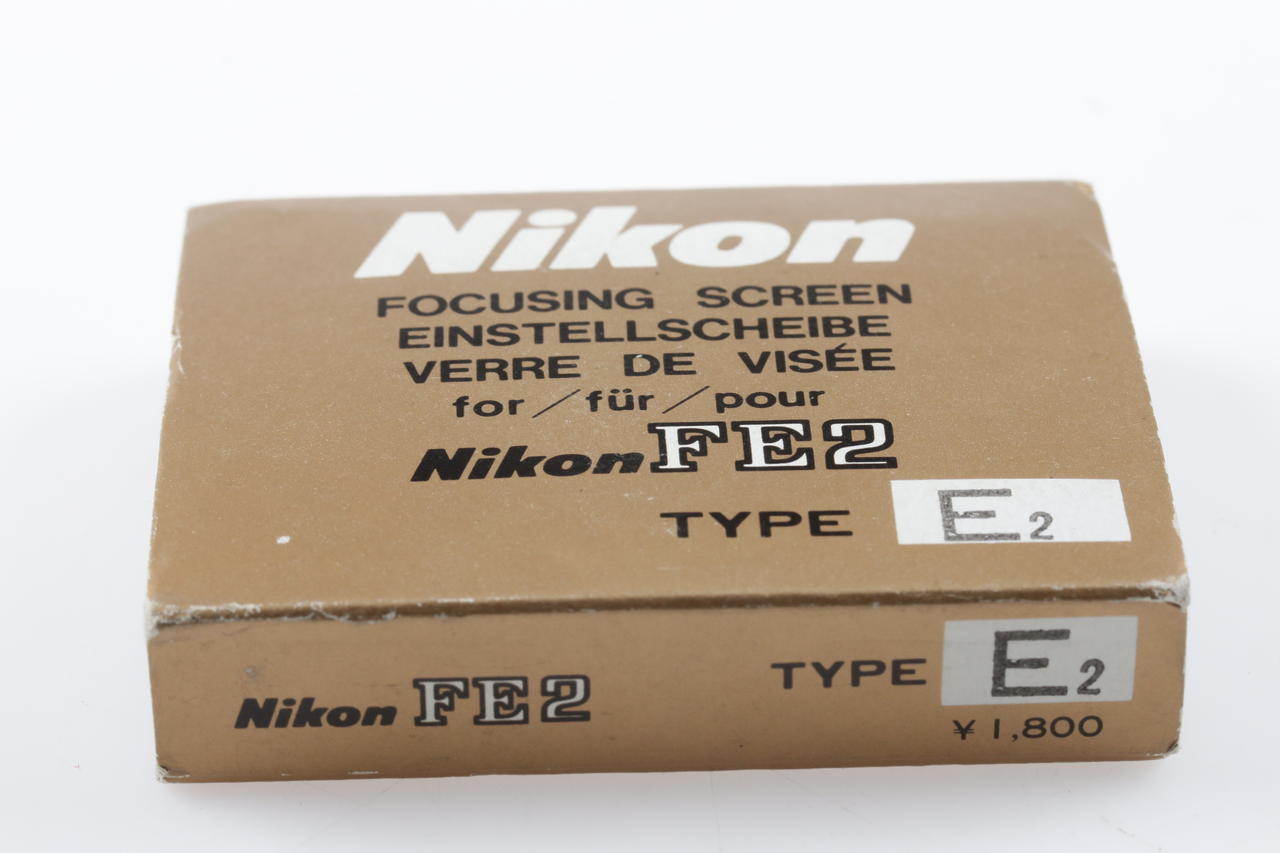 Nikon
FOCUSING SCREEN
EINSTELLSCHEIBE
VERRE DE VISÉE
for/für/pour
Nikon FE2
TYPE E2
Nikon FE2 TYPE E2
¥1,800